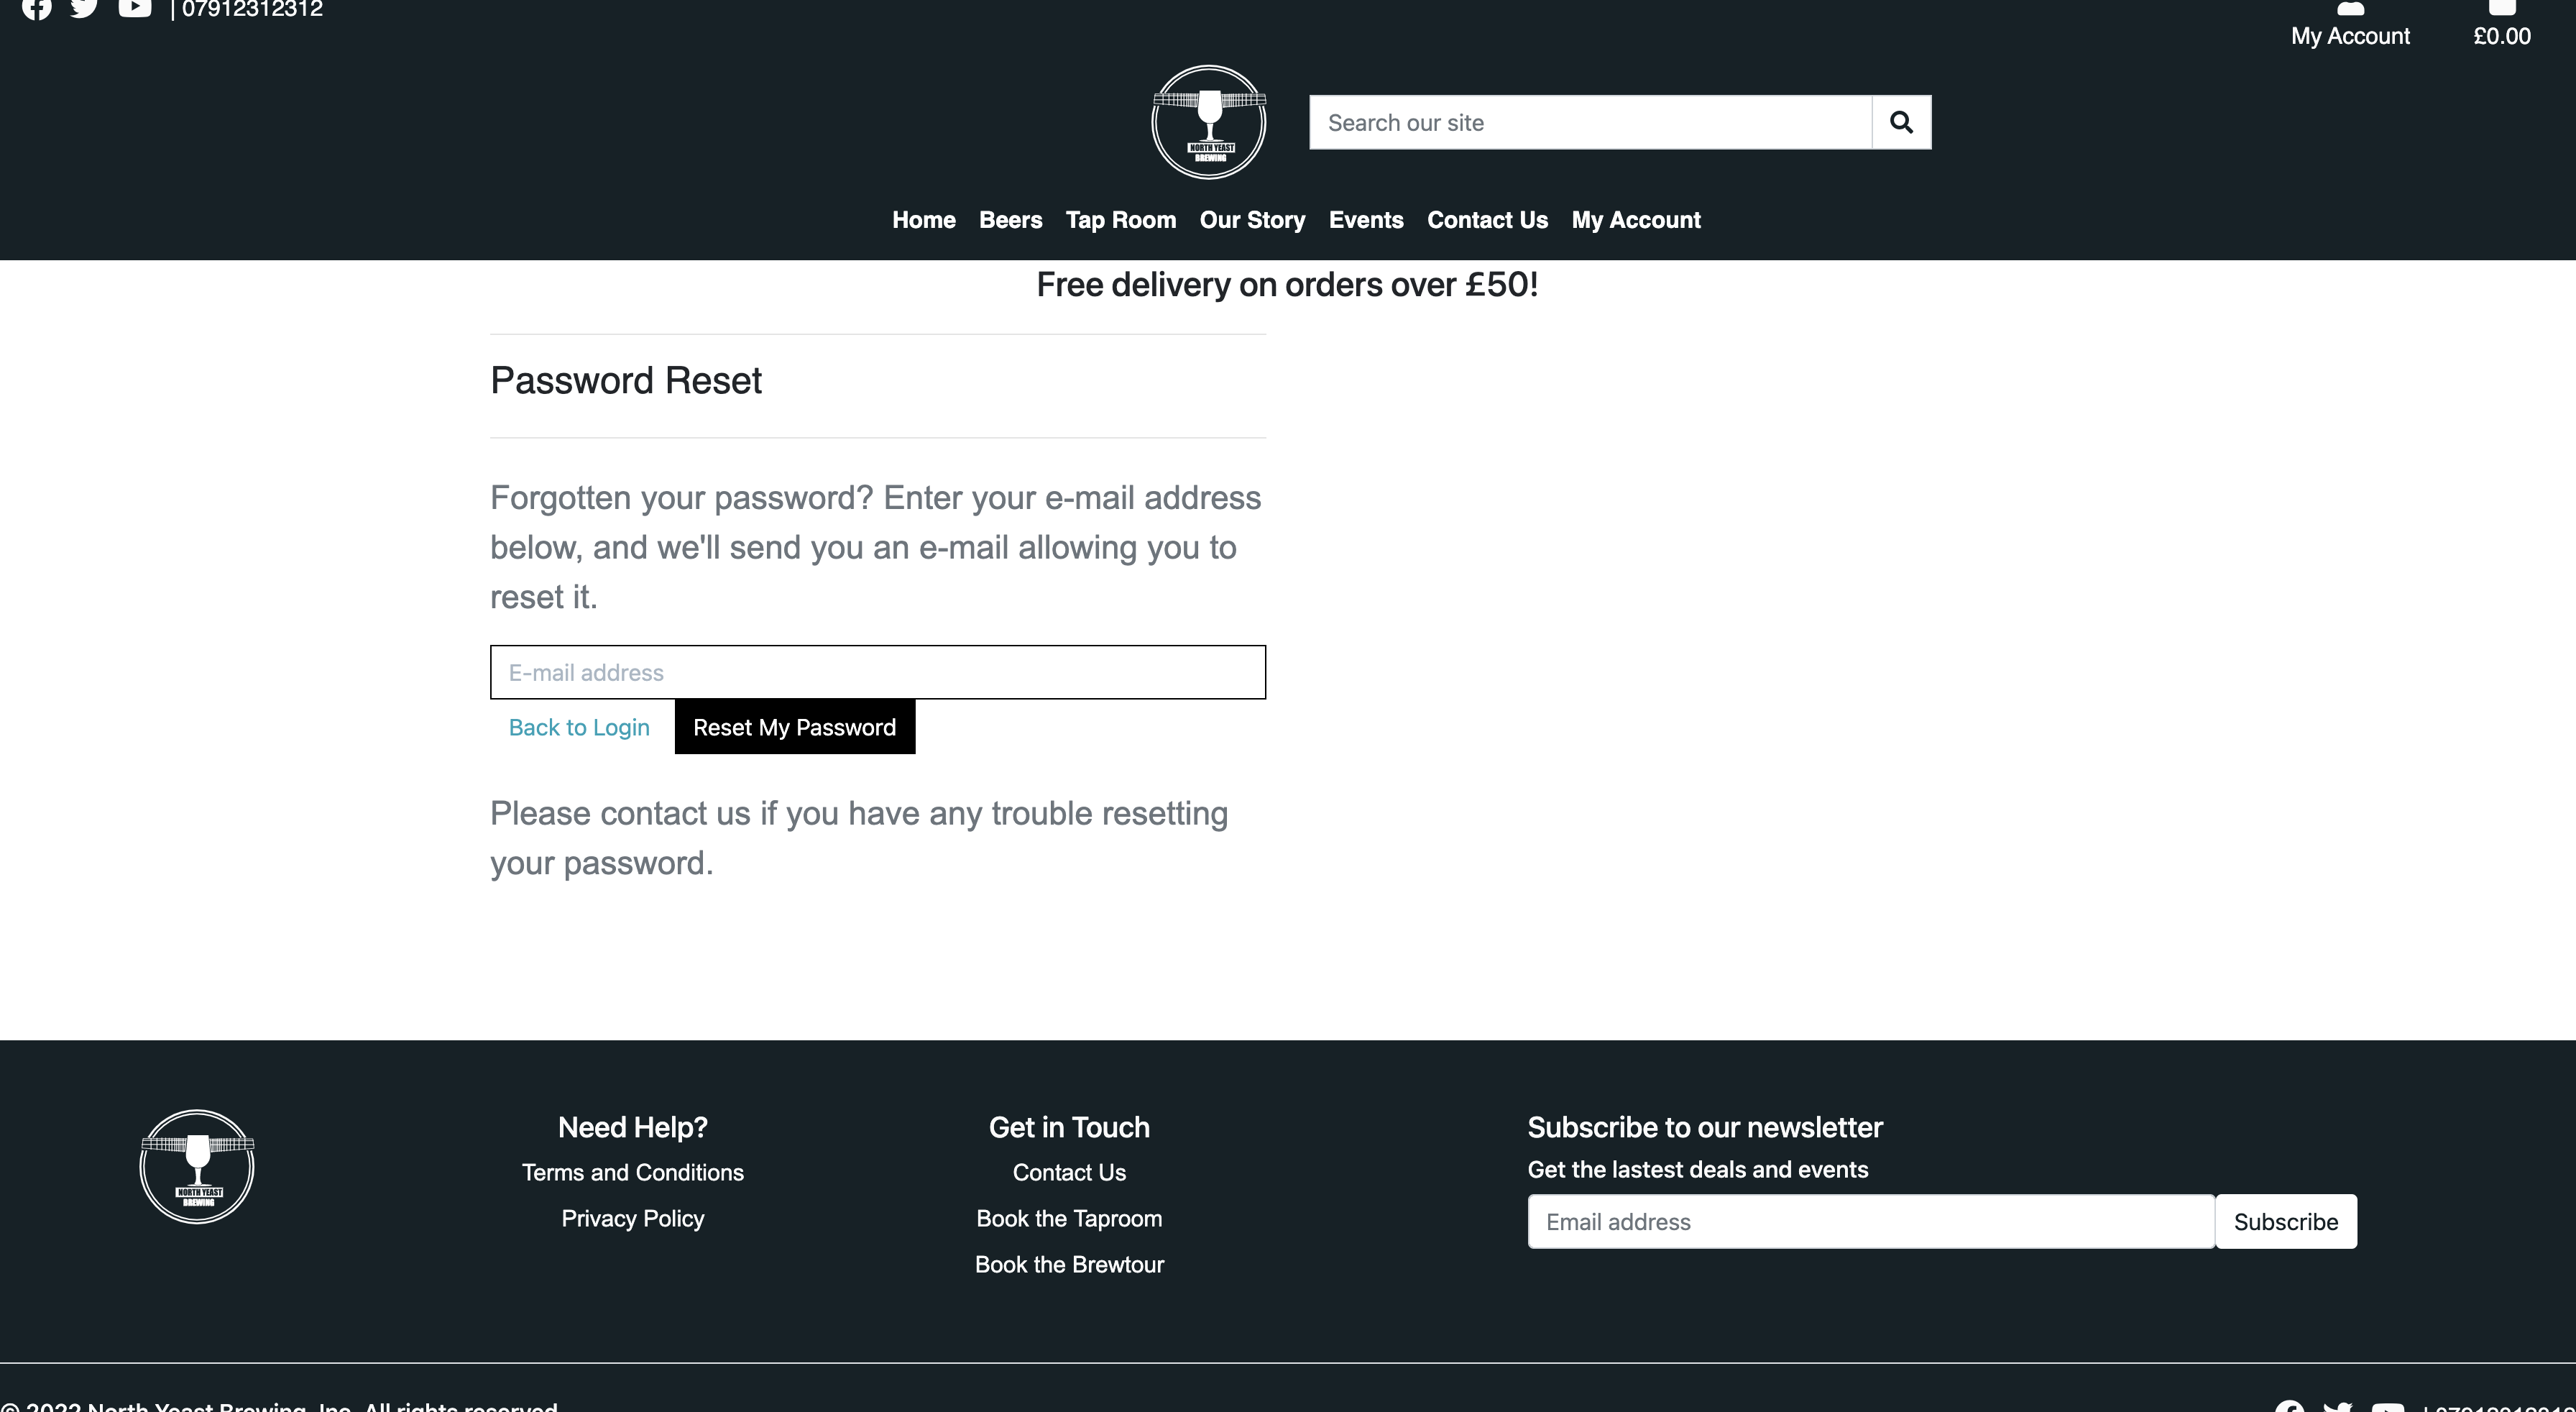 | 07912312312
My Account
£0.00
NORTH YEAST
BREWING
Search our site
Home Beers Tap Room Our Story Events Contact Us My Account
Free delivery on orders over £50!
Password Reset
Forgotten your password? Enter your e-mail address
below, and we'll send you an e-mail allowing you to
reset it.
E-mail address
Back to Login Reset My Password
Please contact us if you have any trouble resetting
your password.
NORTH YEAST
BREWING
Need Help?
Terms and Conditions
Privacy Policy
Get in Touch
Contact Us
Book the Taproom
Book the Brewtour
Subscribe to our newsletter
Get the lastest deals and events
Email address
Subscribe
© 2022 North Yeast Brewing, Inc. All rights reserved
| 07912312312